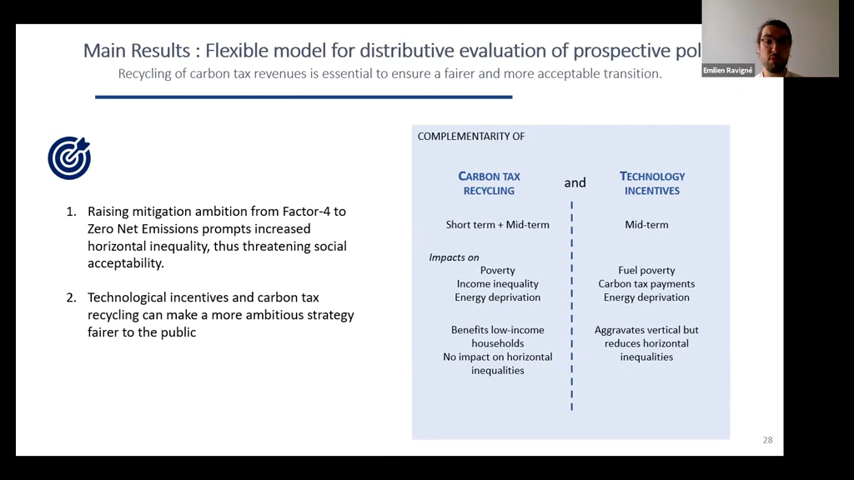 Main Results : Flexible model for distributive evaluation of prospective pol
Recycling of carbon tax revenues is essential to ensure a fairer and more acceptable transition.
Emilien Ravigné
1. Raising mitigation ambition from Factor-4 to
Zero Net Emissions prompts increased
horizontal inequality, thus threatening social
acceptability.
2. Technological incentives and carbon tax
recycling can make a more ambitious strategy
fairer to the public
COMPLEMENTARITY OF
CARBON TAX
RECYCLING
and
TECHNOLOGY
INCENTIVES
Short term + Mid-term
Mid-term
Impacts on
Poverty
Income inequality
Energy deprivation
Fuel poverty
Carbon tax payments
Energy deprivation
Benefits low-income
households
No impact on horizontal
inequalities
Aggravates vertical but
reduces horizontal
inequalities
28